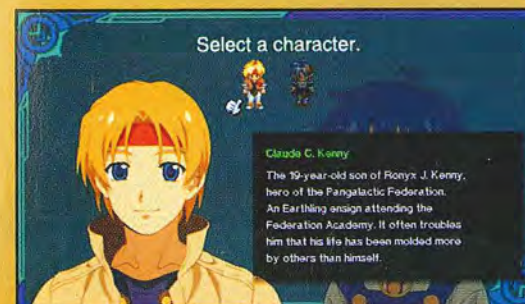 Select a character.
Claude C. Kenny
The 19-year-old son of Ronyx J. Kenny,
hero of the Pangalactic Federation.
An Earthling ensign attending the
Federation Academy. It often troubles
him that his life has been molded more
by others than himself.